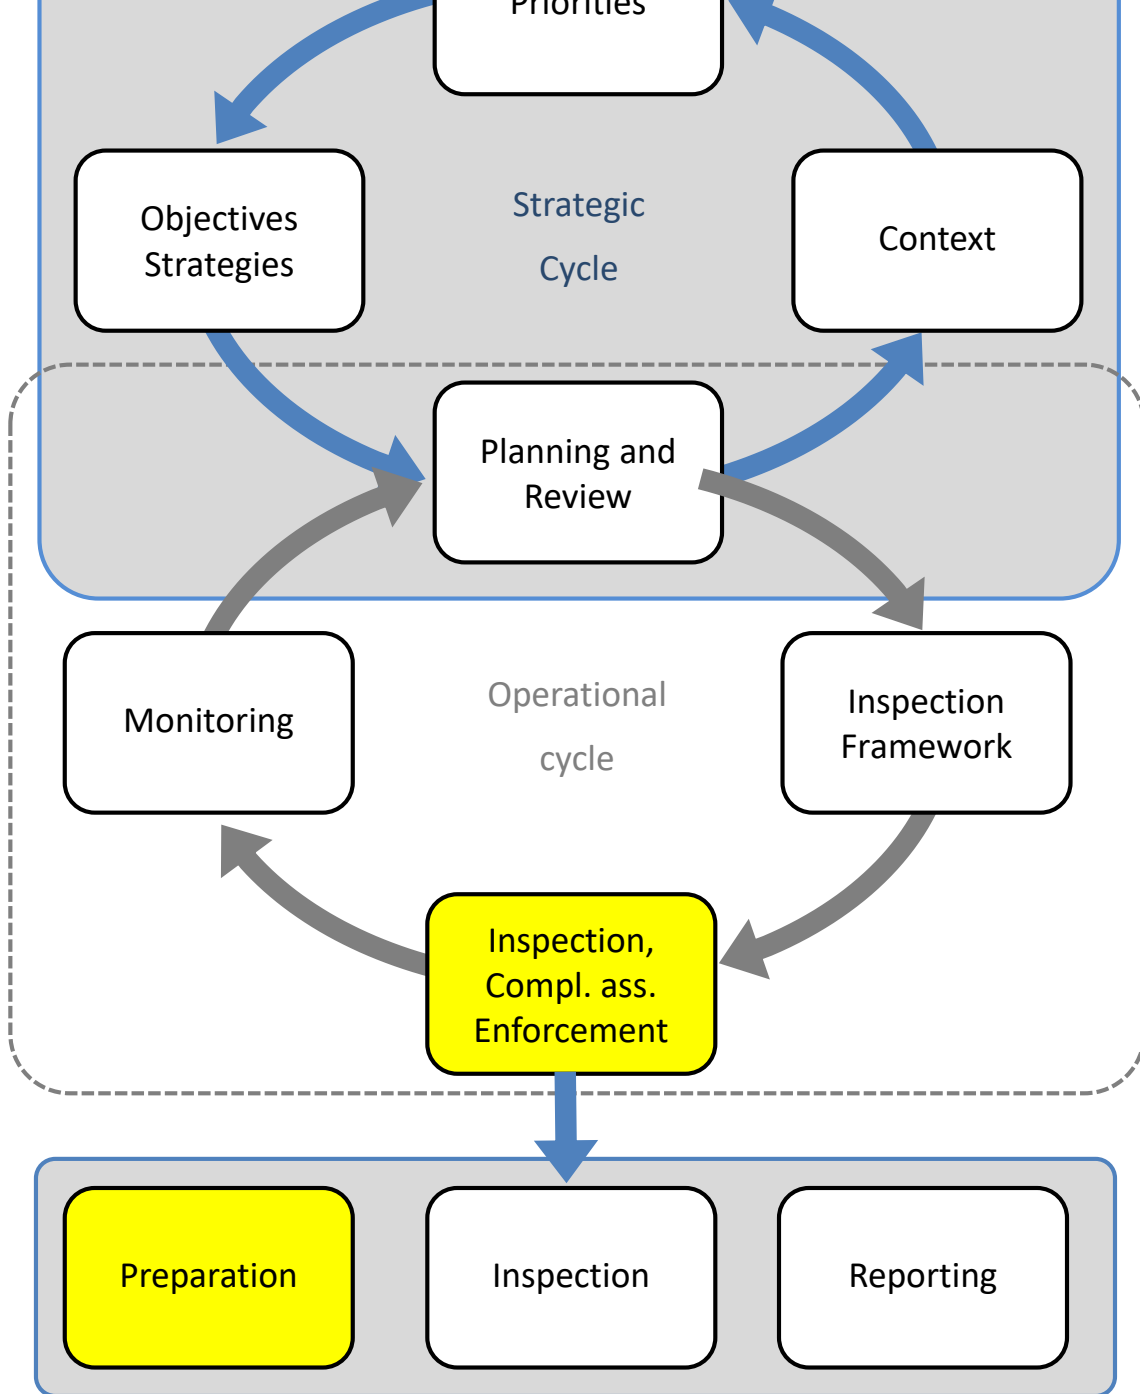 Priorities
Objectives
Strategies
Strategic
Cycle
Context
Planning and
Review
Monitoring
Operational
cycle
Inspection
Framework
Inspection,
Compl. ass.
Enforcement
Preparation
Inspection
Reporting